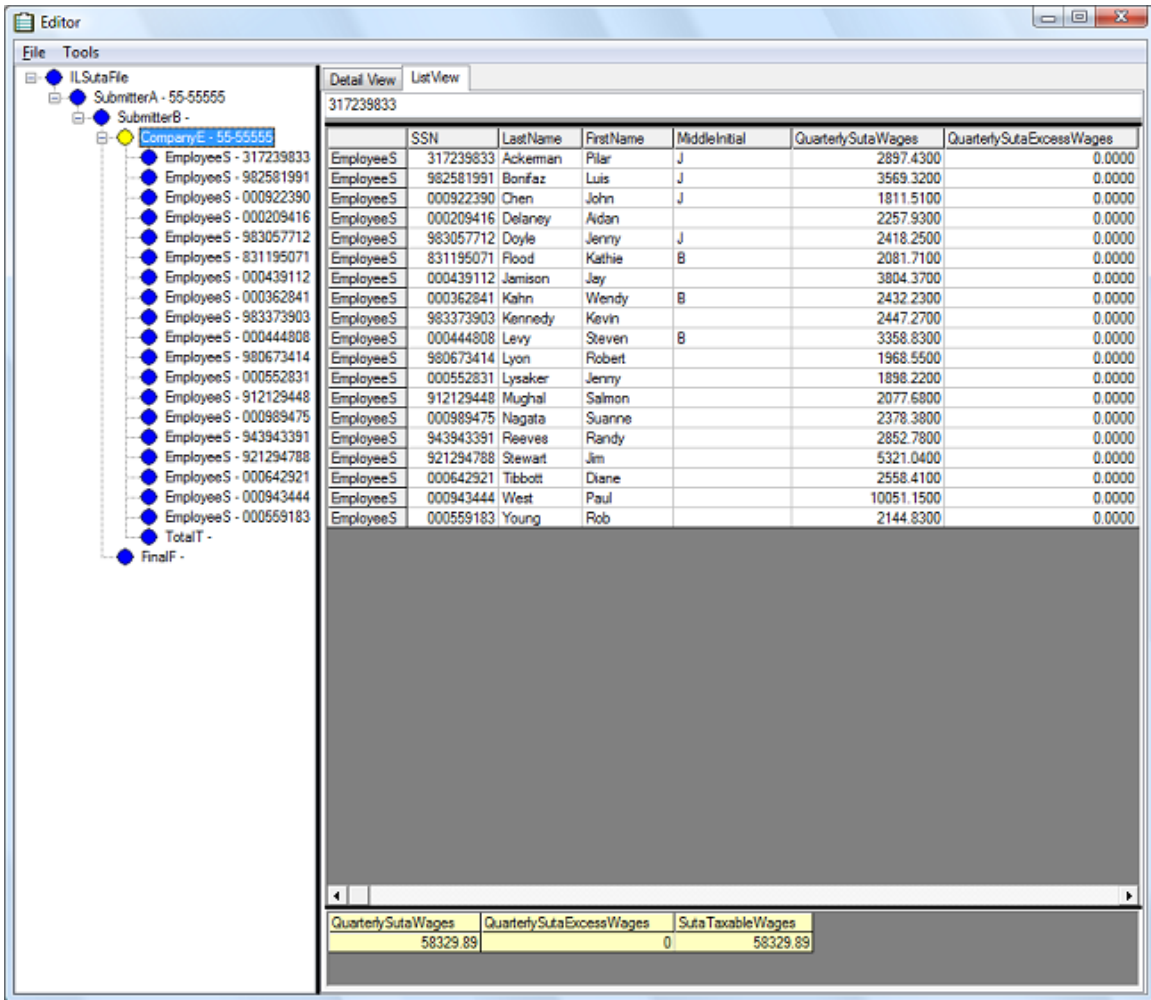 Editor
File Tools
ILSutaFile
SubmitterA - 55-55555
SubmitterB -
CompanyE - 55-55555
EmployeeS - 317239833
EmployeeS - 982581991
EmployeeS - 000922390
EmployeeS - 000209416
EmployeeS - 983057712
EmployeeS - 831195071
EmployeeS - 000439112
EmployeeS - 000362841
EmployeeS - 983373903
EmployeeS - 000444808
EmployeeS - 980673414
EmployeeS - 000552831
EmployeeS - 912129448
EmployeeS - 000989475
EmployeeS - 943943391
EmployeeS - 921294788
EmployeeS - 000642921
EmployeeS - 000943444
EmployeeS - 000559183
TotalT -
FinalF -
Detail View ListView
317239833
SSN LastName FirstName MiddleInitial QuarterlySutaWages QuarterlySutaExcessWages
EmployeeS 317239833 Ackerman Pilar J 2897.4300 0.0000
EmployeeS 982581991 Bonifaz Luis J 3569.3200 0.0000
EmployeeS 000922390 Chen John J 1811.5100 0.0000
EmployeeS 000209416 Delaney Aidan 2257.9300 0.0000
EmployeeS 983057712 Doyle Jenny J 2418.2500 0.0000
EmployeeS 831195071 Flood Kathie B 2081.7100 0.0000
EmployeeS 000439112 Jamison Jay 3804.3700 0.0000
EmployeeS 000362841 Kahn Wendy B 2432.2300 0.0000
EmployeeS 983373903 Kennedy Kevin 2447.2700 0.0000
EmployeeS 000444808 Levy Steven B 3358.8300 0.0000
EmployeeS 980673414 Lyon Robert 1968.5500 0.0000
EmployeeS 000552831 Lysaker Jenny 1898.2200 0.0000
EmployeeS 912129448 Mughal Salmon 2077.6800 0.0000
EmployeeS 000989475 Nagata Suanne 2378.3800 0.0000
EmployeeS 943943391 Reeves Randy 2852.7800 0.0000
EmployeeS 921294788 Stewart Jim 5321.0400 0.0000
EmployeeS 000642921 Tibbott Diane 2558.4100 0.0000
EmployeeS 000943444 West Paul 10051.1500 0.0000
EmployeeS 000559183 Young Rob 2144.8300 0.0000
QuarterlySutaWages QuarterlySutaExcessWages SutaTaxableWages
58329.89 0 58329.89